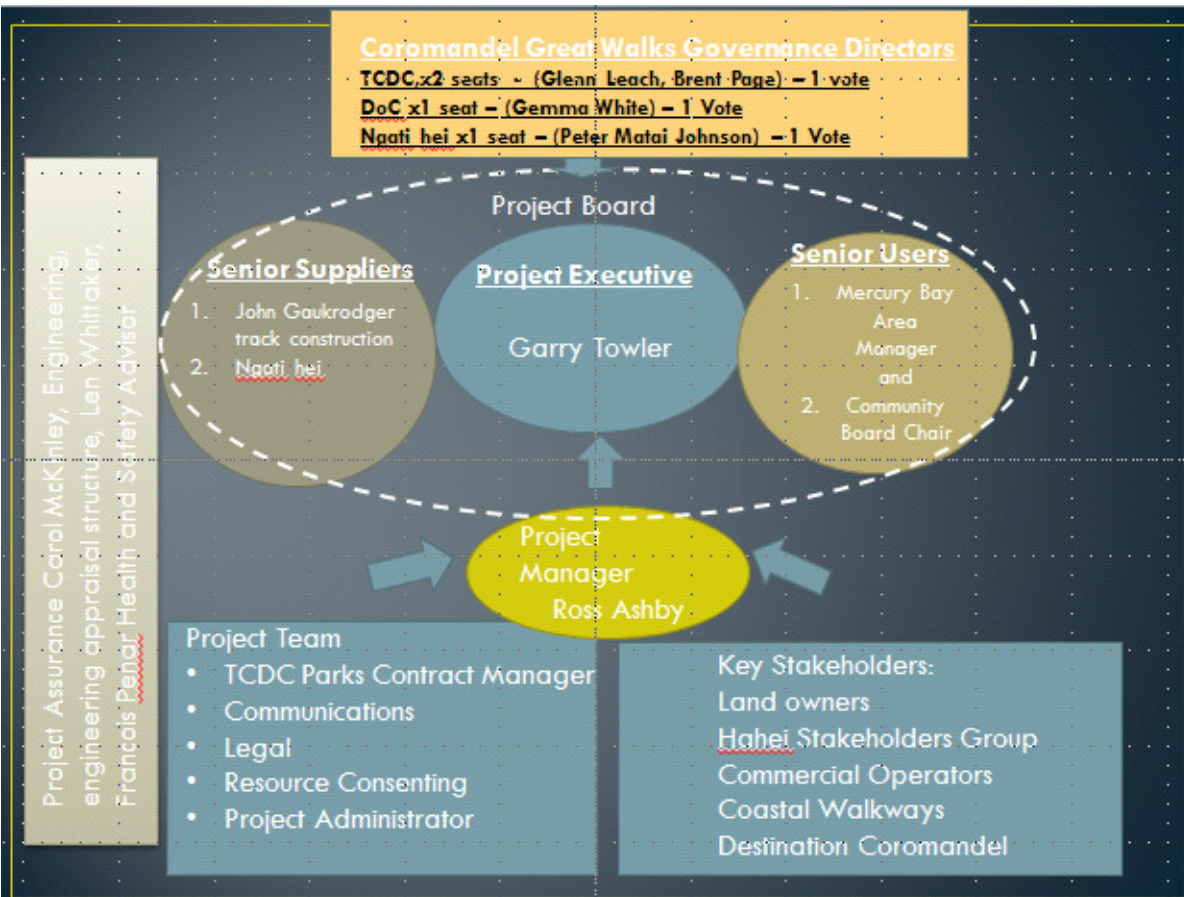 Coromandel Great Walks Governance Directors
TCDC,x2 seats - (Glenn Leach, Brent Page) – 1 vote
DoC x1 seat – (Gemma White) – 1 Vote
Ngati hei x1 seat – (Peter Matai Johnson) – 1 Vote
Project Board
Senior Suppliers
1. John Gaukrodger
track construction
2. Ngati hei
Project Executive
Garry Towler
Senior Users
1. Mercury Bay
Area
Manager
and
2. Community
Board Chair
Project Assurance Carol McKinley, Engineering,
engineering appraisal structure, Len Whittaker,
Francois Penar Health and Safety Advisor
Project
Manager
Ross Ashby
Project Team
• TCDC Parks Contract Manager
• Communications
• Legal
• Resource Consenting
• Project Administrator
Key Stakeholders:
Land owners
Hahei Stakeholders Group
Commercial Operators
Coastal Walkways
Destination Coromandel